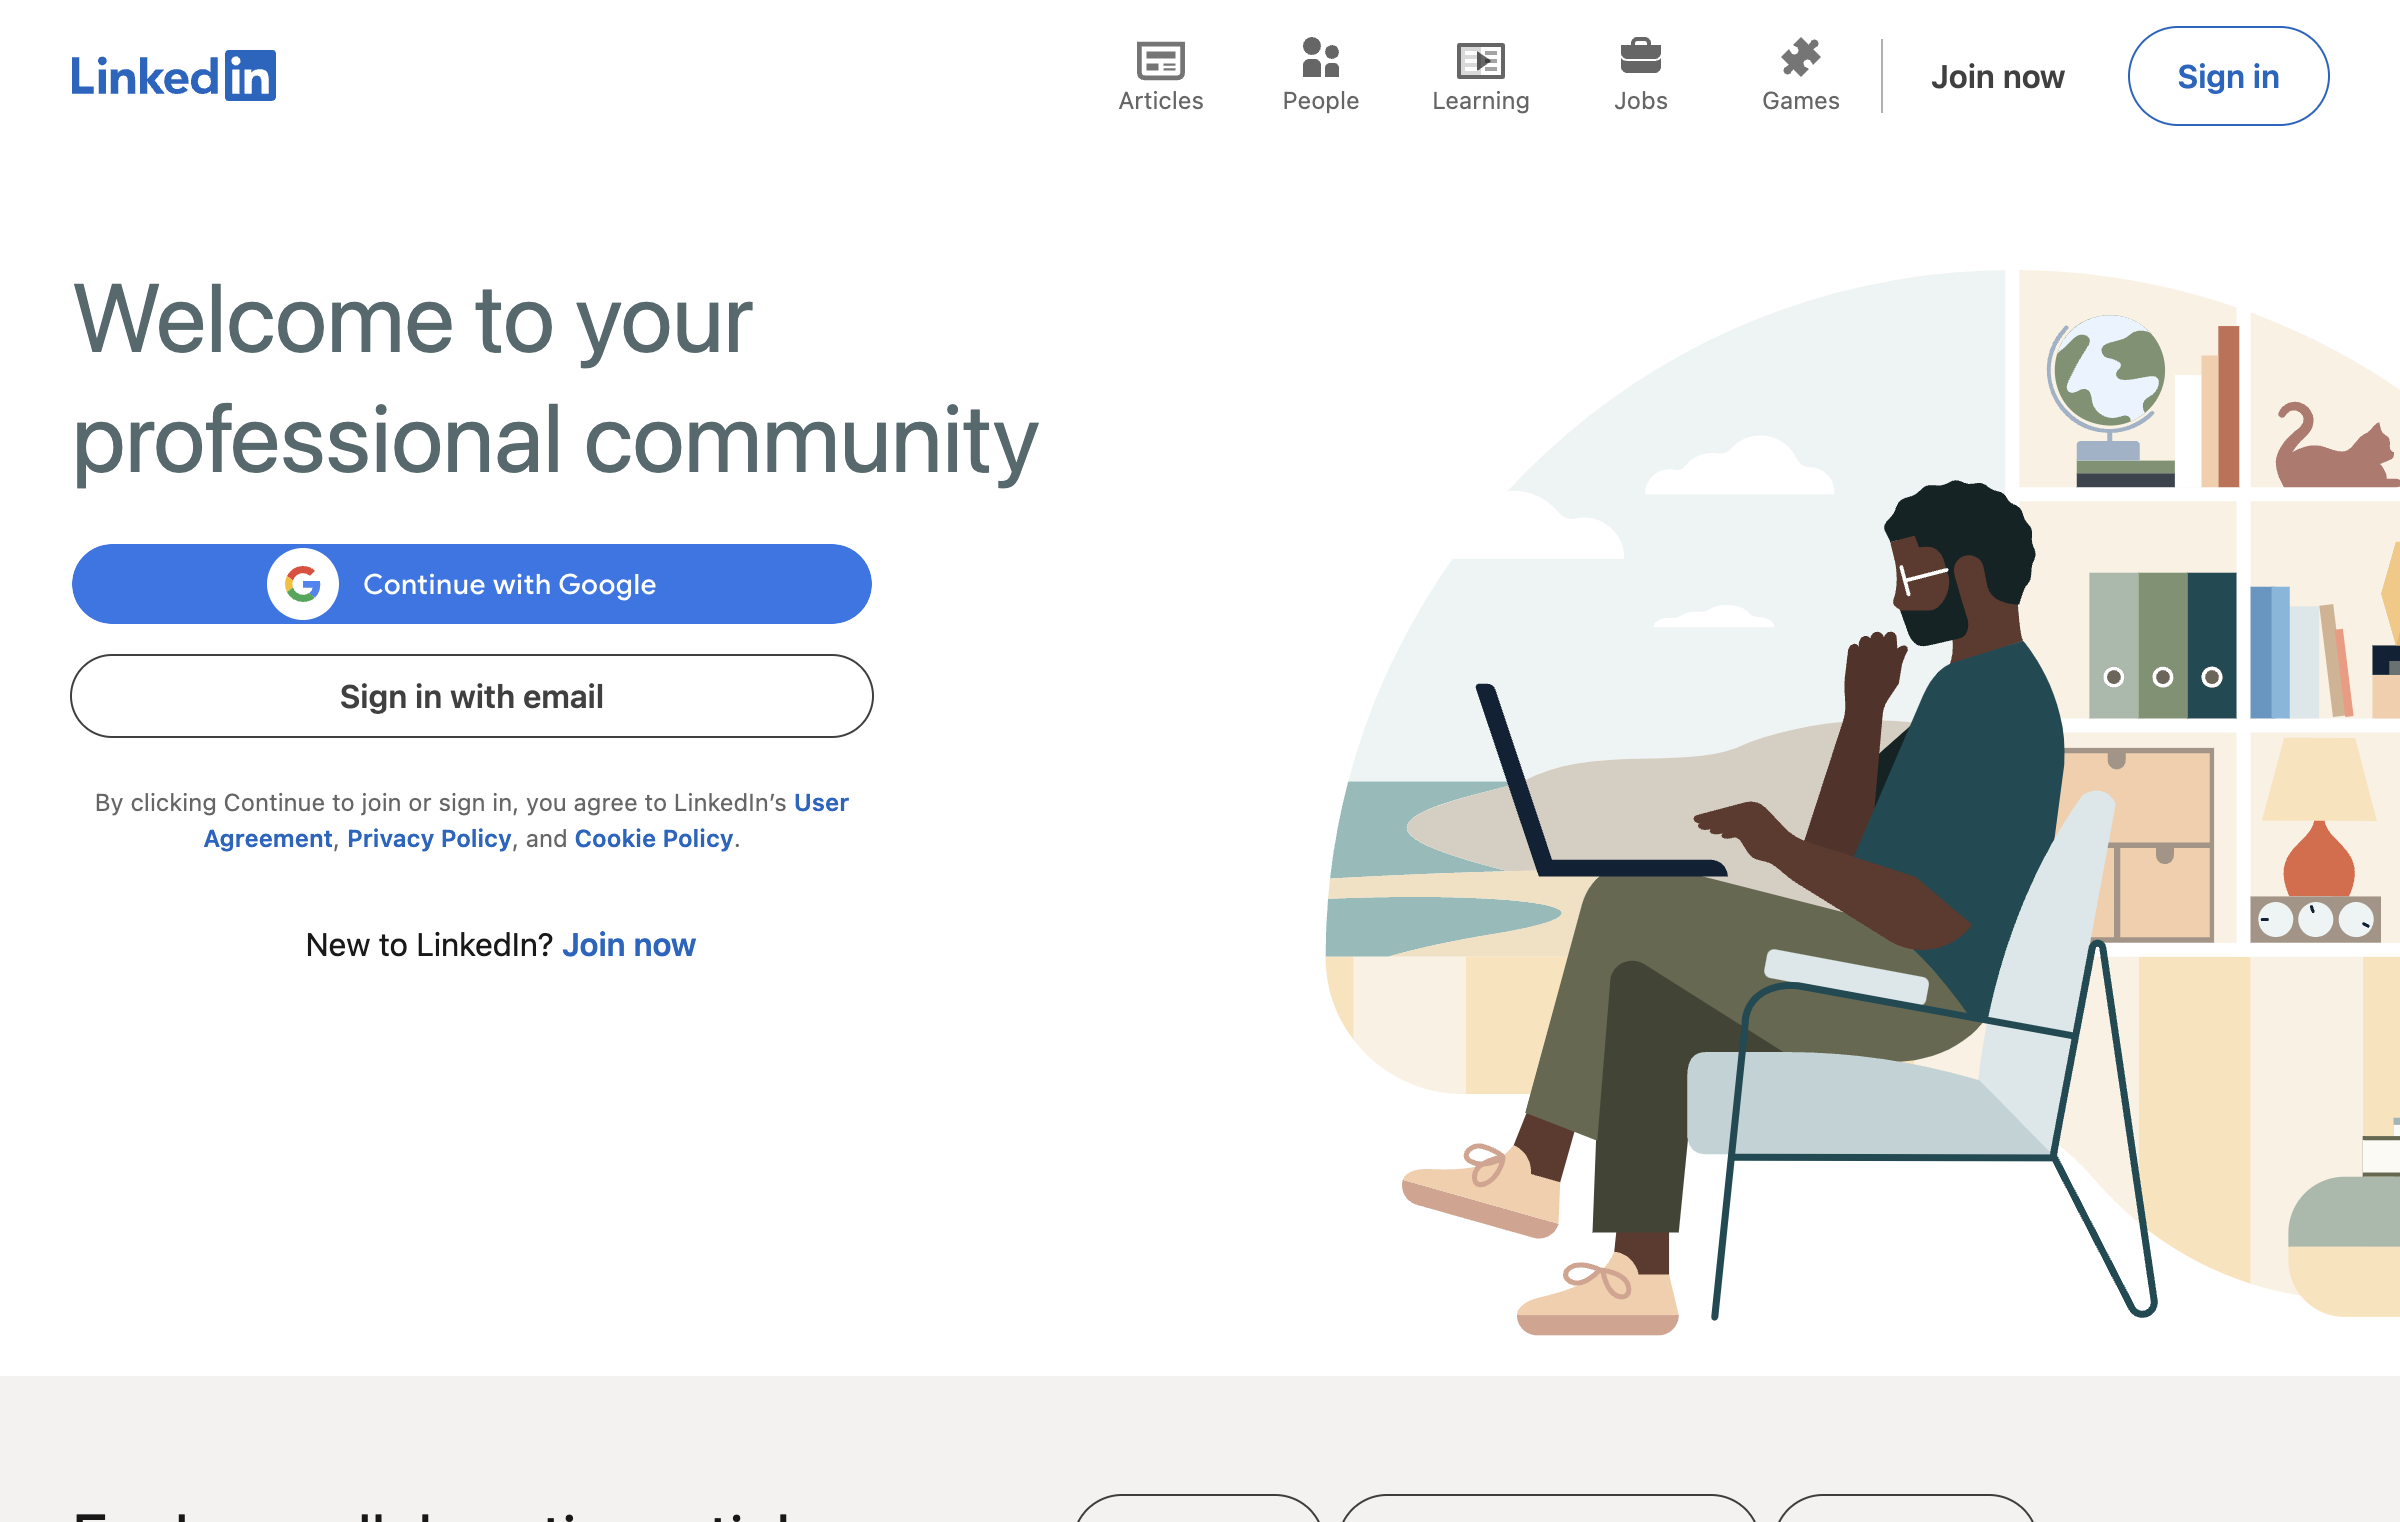 Linked in
Articles
People
Learning
Jobs
Games
Join now
Sign in
Welcome to your
professional community
Continue with Google
Sign in with email
By clicking Continue to join or sign in, you agree to LinkedIn’s User
Agreement, Privacy Policy, and Cookie Policy.
New to LinkedIn? Join now